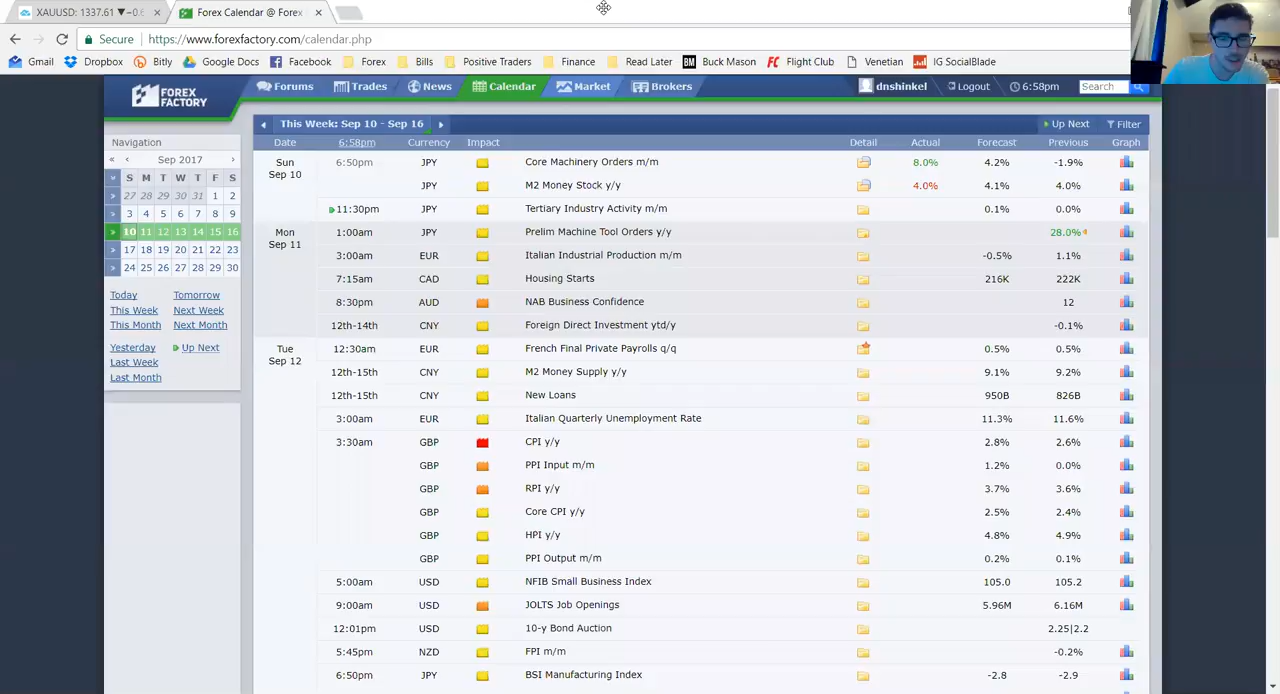 XAUUSD: 1337.61 ▼−0.6 × Forex Calendar @ Forex ×
Secure https://www.forexfactory.com/calendar.php
Gmail Dropbox Bitly Google Docs Facebook Forex Bills Positive Traders Finance Read Later BM Buck Mason FC Flight Club Venetian IG SocialBlade
FOREX FACTORY Forums Trades News Calendar Market Brokers dnshinkel Logout 6:58pm Search
This Week: Sep 10 - Sep 16 Up Next Filter
Navigation
« ‹ Sep 2017 ›
S M T W T F S
27 28 29 30 31 1 2
3 4 5 6 7 8 9
10 11 12 13 14 15 16
17 18 19 20 21 22 23
24 25 26 27 28 29 30
Today Tomorrow
This Week Next Week
This Month Next Month
Yesterday Up Next
Last Week
Last Month
Date 6:58pm Currency Impact Detail Actual Forecast Previous Graph
Sun Sep 10 6:50pm JPY Core Machinery Orders m/m 8.0% 4.2% -1.9%
JPY M2 Money Stock y/y 4.0% 4.1% 4.0%
11:30pm JPY Tertiary Industry Activity m/m 0.1% 0.0%
Mon Sep 11 1:00am JPY Prelim Machine Tool Orders y/y 28.0%
3:00am EUR Italian Industrial Production m/m -0.5% 1.1%
7:15am CAD Housing Starts 216K 222K
8:30pm AUD NAB Business Confidence 12
12th-14th CNY Foreign Direct Investment ytd/y -0.1%
Tue Sep 12 12:30am EUR French Final Private Payrolls q/q 0.5% 0.5%
12th-15th CNY M2 Money Supply y/y 9.1% 9.2%
12th-15th CNY New Loans 950B 826B
3:00am EUR Italian Quarterly Unemployment Rate 11.3% 11.6%
3:30am GBP CPI y/y 2.8% 2.6%
GBP PPI Input m/m 1.2% 0.0%
GBP RPI y/y 3.7% 3.6%
GBP Core CPI y/y 2.5% 2.4%
GBP HPI y/y 4.8% 4.9%
GBP PPI Output m/m 0.2% 0.1%
5:00am USD NFIB Small Business Index 105.0 105.2
9:00am USD JOLTS Job Openings 5.96M 6.16M
12:01pm USD 10-y Bond Auction 2.25|2.2
5:45pm NZD FPI m/m -0.2%
6:50pm JPY BSI Manufacturing Index -2.8 -2.9